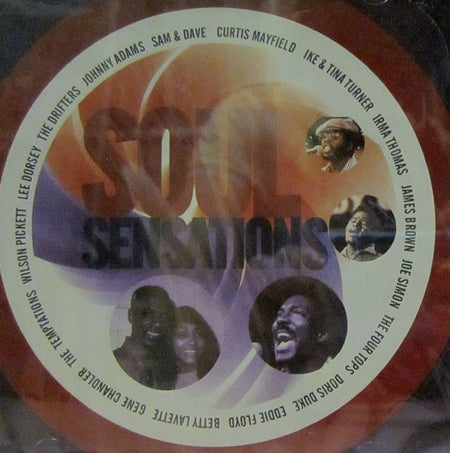 SOUL
SENSATIONS
SAM & DAVE
CURTIS MAYFIELD
IKE & TINA TURNER
IRMA THOMAS
JAMES BROWN
JOE SIMON
THE FOUR TOPS
DORIS DUKE
EDDIE FLOYD
BETTY LAVETTE
GENE CHANDLER
THE TEMPTATIONS
WILSON PICKETT
LEE DORSEY
THE DRIFTERS
JOHNNY ADAMS